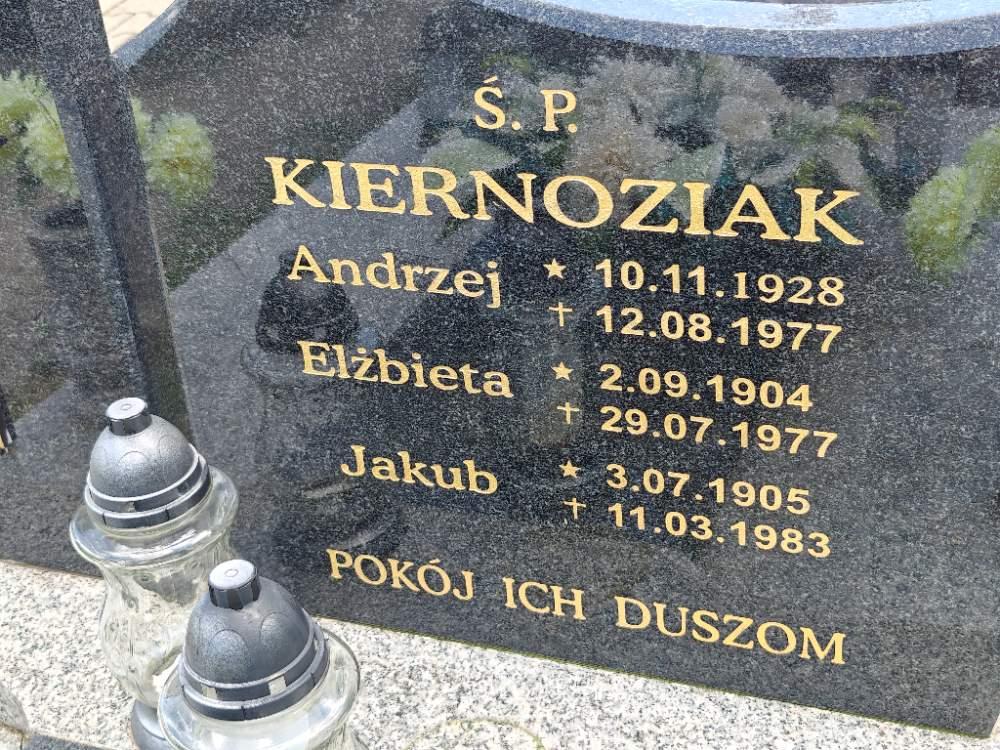 Ś. P.
KIERNOZIAK
Andrzej ★ 10.11.1928
† 12.08.1977
Elżbieta ★ 2.09.1904
† 29.07.1977
Jakub ★ 3.07.1905
† 11.03.1983
POKÓJ ICH DUSZOM